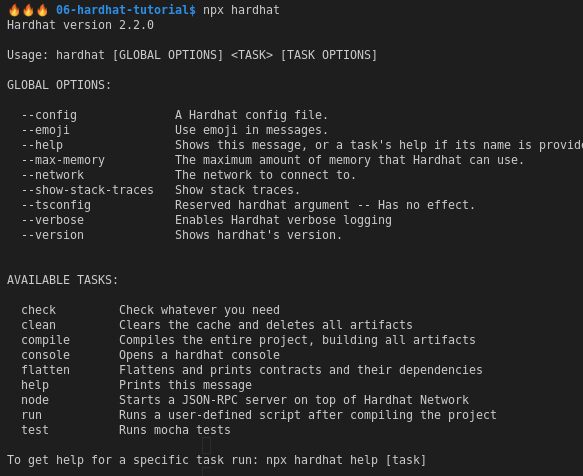 🔥🔥🔥 06-hardhat-tutorial$ npx hardhat
Hardhat version 2.2.0
Usage: hardhat [GLOBAL OPTIONS] <TASK> [TASK OPTIONS]
GLOBAL OPTIONS:
--config A Hardhat config file.
--emoji Use emoji in messages.
--help Shows this message, or a task's help if its name is provide
--max-memory The maximum amount of memory that Hardhat can use.
--network The network to connect to.
--show-stack-traces Show stack traces.
--tsconfig Reserved hardhat argument -- Has no effect.
--verbose Enables Hardhat verbose logging
--version Shows hardhat's version.
AVAILABLE TASKS:
check Check whatever you need
clean Clears the cache and deletes all artifacts
compile Compiles the entire project, building all artifacts
console Opens a hardhat console
flatten Flattens and prints contracts and their dependencies
help Prints this message
node Starts a JSON-RPC server on top of Hardhat Network
run Runs a user-defined script after compiling the project
test Runs mocha tests
To get help for a specific task run: npx hardhat help [task]